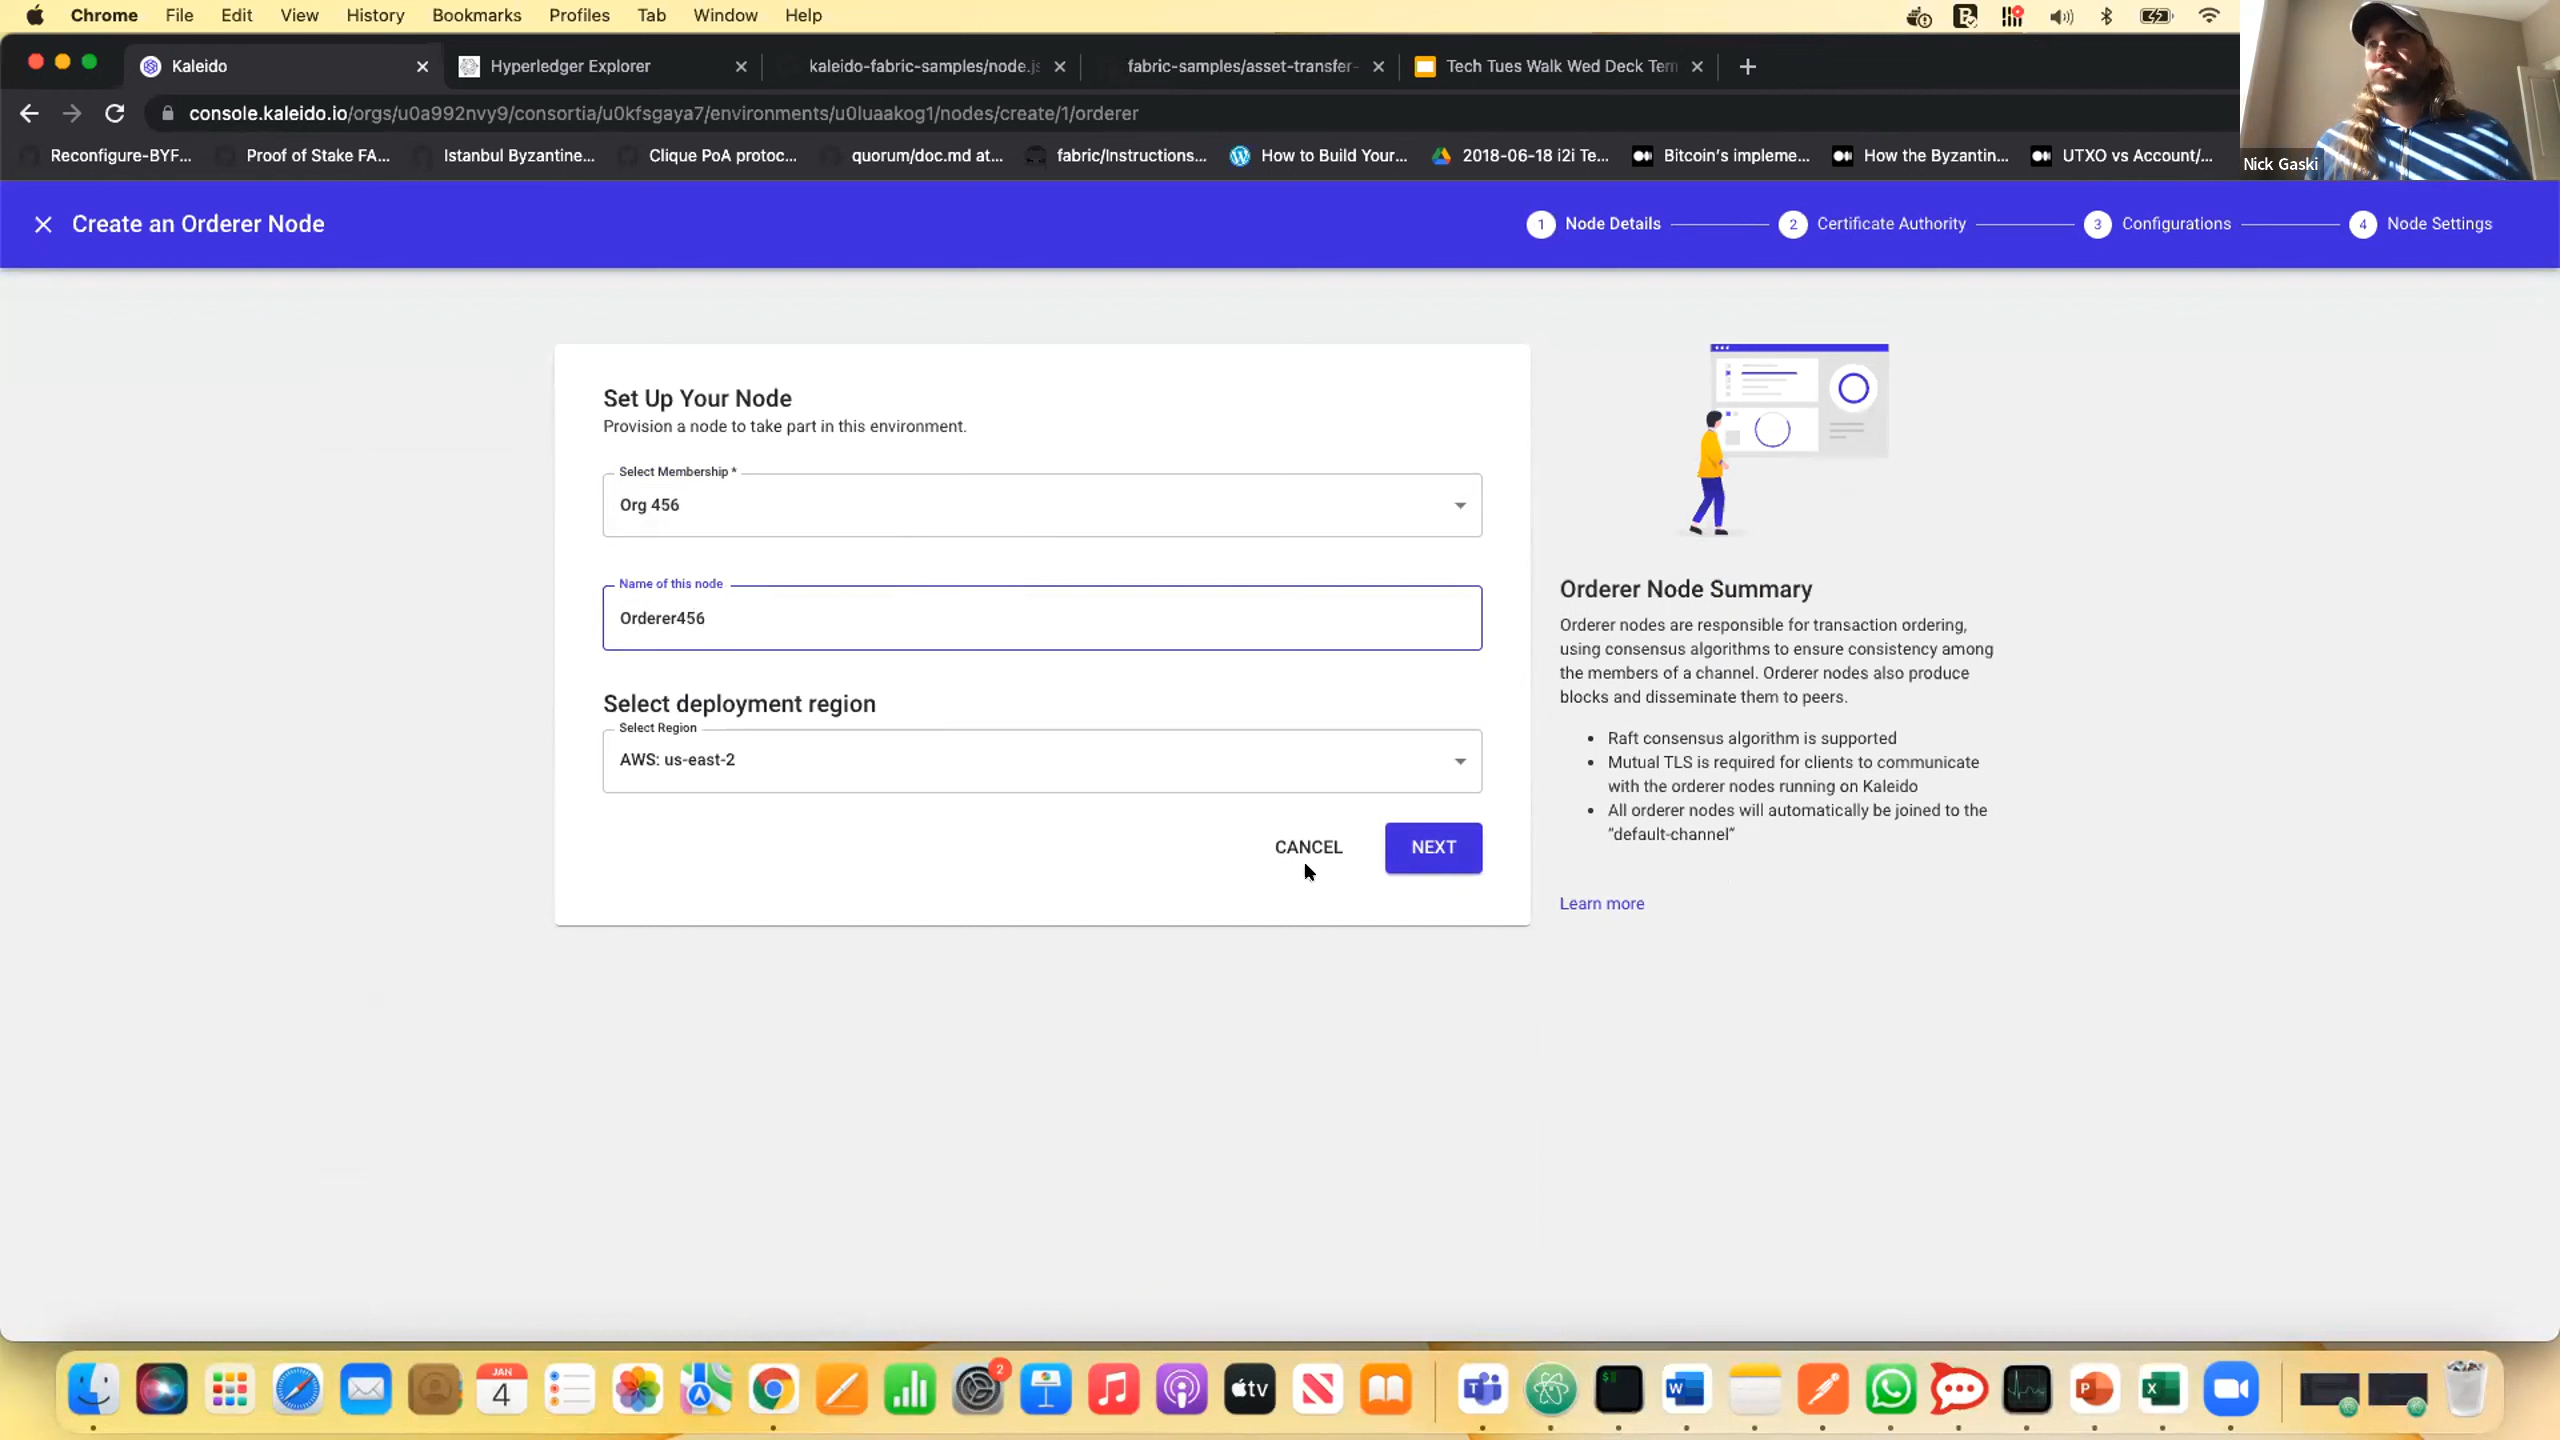 Chrome File Edit View History Bookmarks Profiles Tab Window Help
Kaleido
Hyperledger Explorer
kaleido-fabric-samples/node.js
fabric-samples/asset-transfer-
Tech Tues Walk Wed Deck Tem
console.kaleido.io/orgs/u0a992nvy9/consortia/u0kfsgaya7/environments/u0luaakog1/nodes/create/1/orderer
Reconfigure-BYF...
Proof of Stake FA...
Istanbul Byzantine...
Clique PoA protoc...
quorum/doc.md at...
fabric/Instructions...
How to Build Your...
2018-06-18 i2i Te...
Bitcoin's impleme...
How the Byzantin...
UTXO vs Account/...
Nick Gaski
Create an Orderer Node
1 Node Details
2 Certificate Authority
3 Configurations
4 Node Settings
Set Up Your Node
Provision a node to take part in this environment.
Select Membership *
Org 456
Name of this node
Orderer456
Select deployment region
Select Region
AWS: us-east-2
CANCEL
NEXT
Orderer Node Summary
Orderer nodes are responsible for transaction ordering,
using consensus algorithms to ensure consistency among
the members of a channel. Orderer nodes also produce
blocks and disseminate them to peers.
• Raft consensus algorithm is supported
• Mutual TLS is required for clients to communicate
with the orderer nodes running on Kaleido
• All orderer nodes will automatically be joined to the
"default-channel"
Learn more
JAN
4
2
tv
$
W
P
X